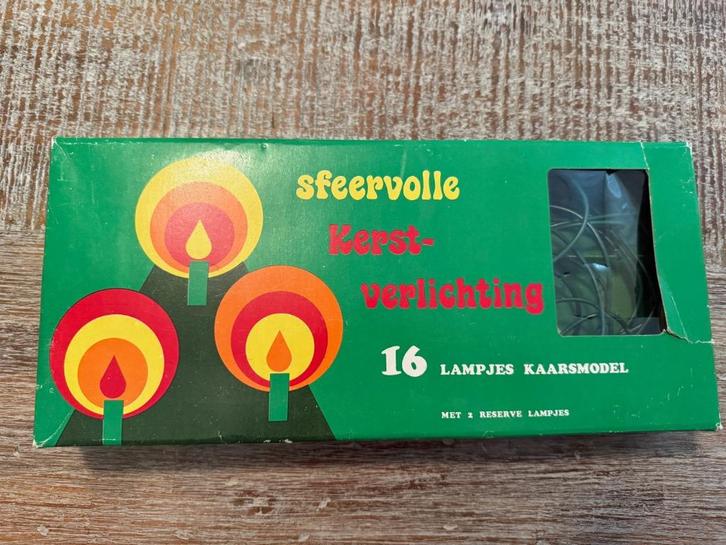 sfeervolle
Kerst-
verlichting
16 LAMPJES KAARSMODEL
MET 2 RESERVE LAMPJES